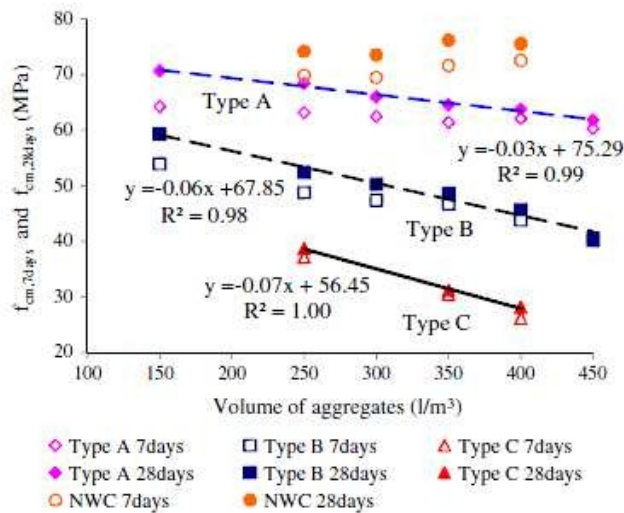 f_cm,7days and f_cm,28days (MPa)
80
70
60
50
40
30
20
Type A
y=-0.03x + 75.29
R² = 0.99
y=-0.06x +67.85
R² = 0.98
Type B
y=-0.07x + 56.45
R² = 1.00
Type C
100 150 200 250 300 350 400 450
Volume of aggregates (l/m³)
Type A 7days Type B 7days Type C 7days
Type A 28days Type B 28days Type C 28days
NWC 7days NWC 28days